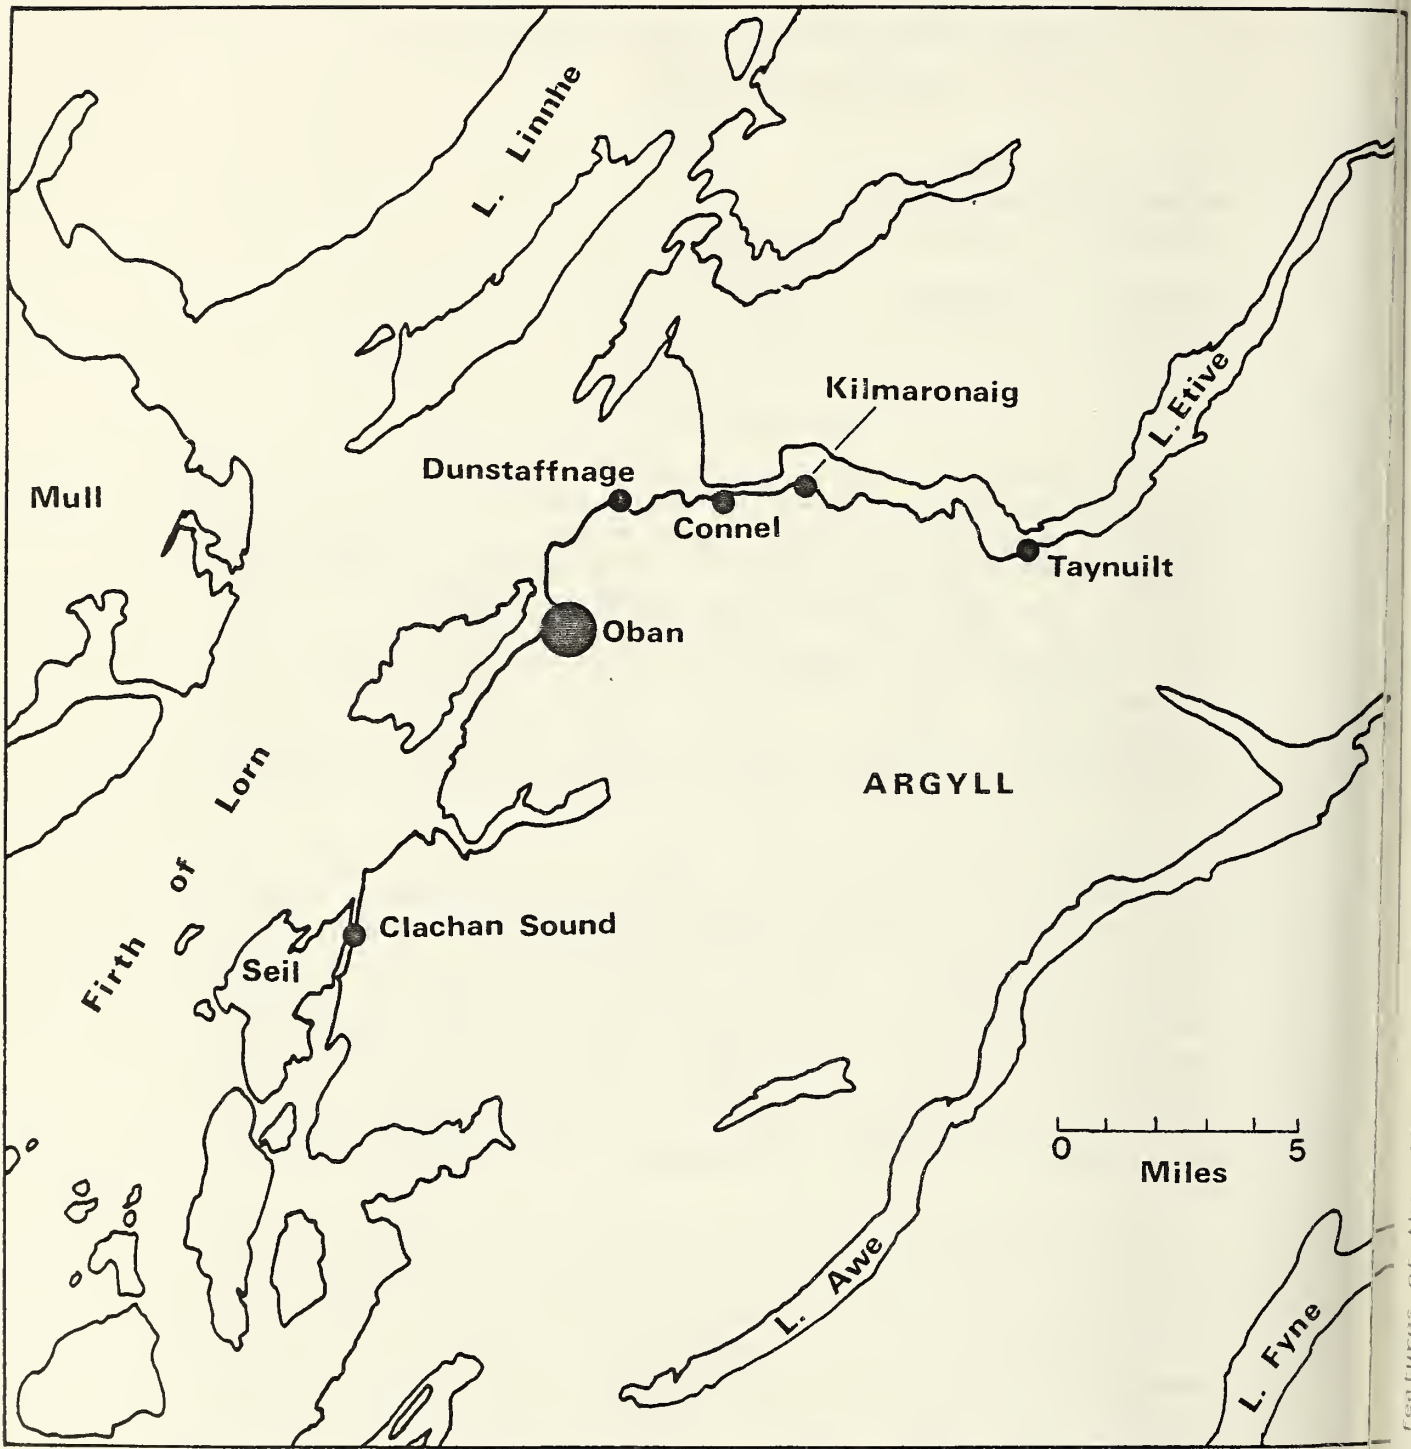 L. Linnhe
Kilmaronaig
L. Etive
Dunstaffnage
Mull
Connel
Taynuilt
Oban
Firth of Lorn
ARGYLL
Clachan Sound
Seil
0 5
Miles
L. Awe
L. Fyne